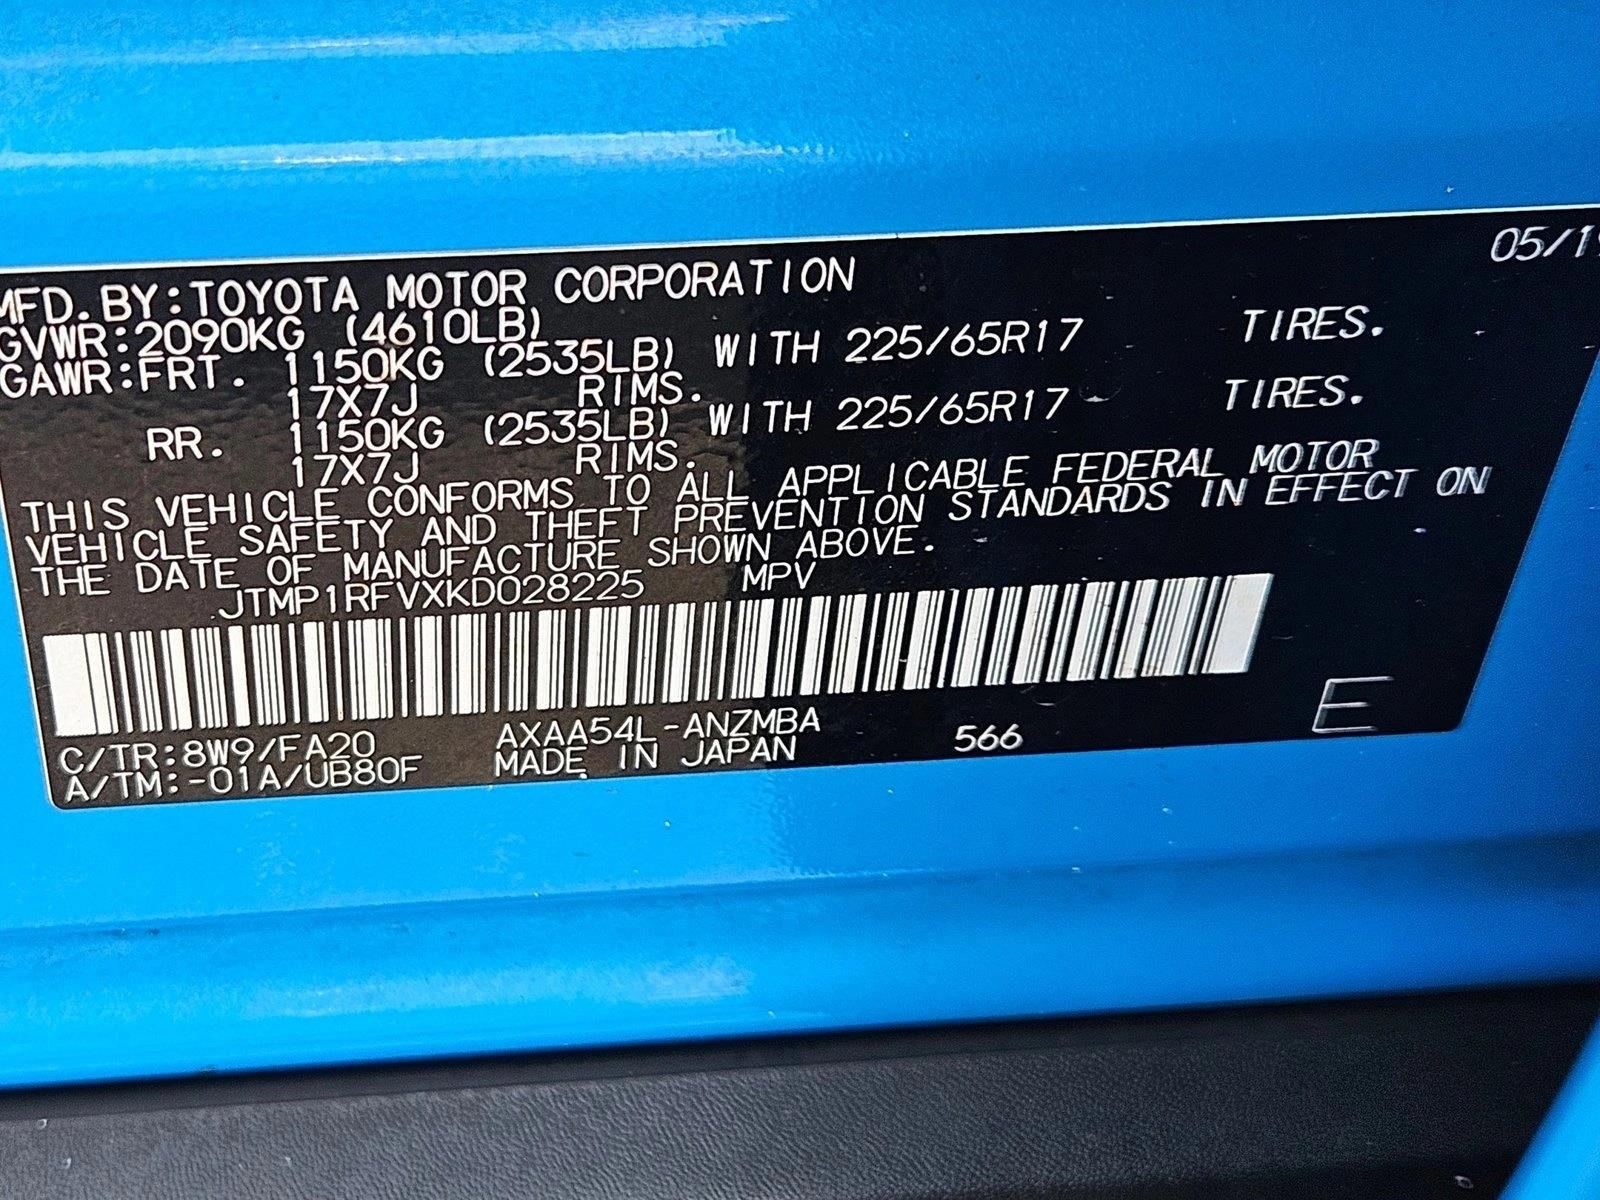 MFD. BY: TOYOTA MOTOR CORPORATION 05/19
GVWR: 2090KG (4610LB)
GAWR: FRT. 1150KG (2535LB) WITH 225/65R17 TIRES.
17X7J RIMS.
RR. 1150KG (2535LB) WITH 225/65R17 TIRES.
17X7J RIMS.
THIS VEHICLE CONFORMS TO ALL APPLICABLE FEDERAL MOTOR
VEHICLE SAFETY AND THEFT PREVENTION STANDARDS IN EFFECT ON
THE DATE OF MANUFACTURE SHOWN ABOVE.
JTMP1RFVXKD028225 MPV
C/TR: 8W9/FA20 AXAA54L-ANZMBA 566 E
A/TM: -01A/UB80F MADE IN JAPAN